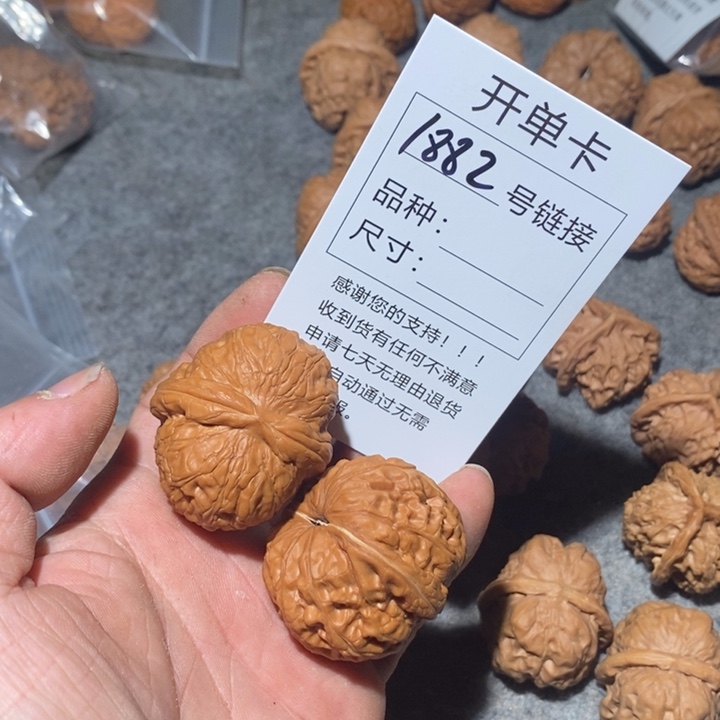 开单卡
1882 号链接
品种：
尺寸：
感谢您的支持！！！
收到货有任何不满意
申请七天无理由退货
自动通过无需
报。